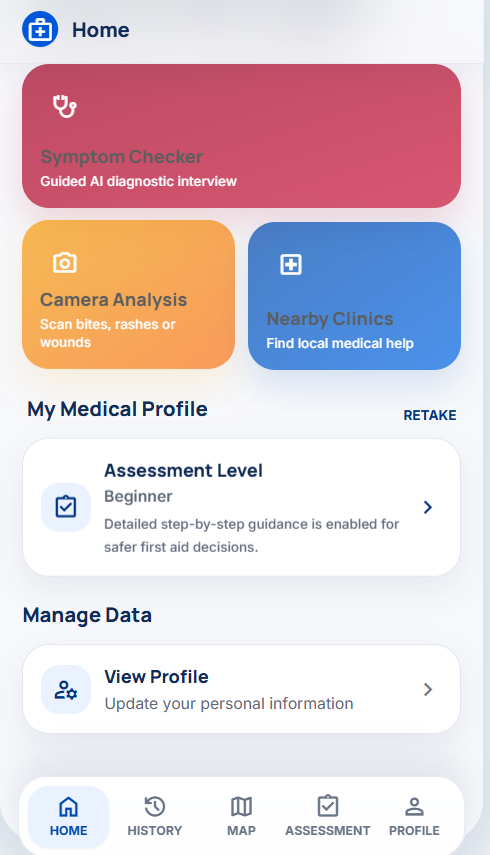 Home
Symptom Checker
Guided AI diagnostic interview
Camera Analysis
Scan bites, rashes or
wounds
Nearby Clinics
Find local medical help
My Medical Profile
RETAKE
Assessment Level
Beginner
Detailed step-by-step guidance is enabled for
safer first aid decisions.
Manage Data
View Profile
Update your personal information
HOME
HISTORY
MAP
ASSESSMENT
PROFILE